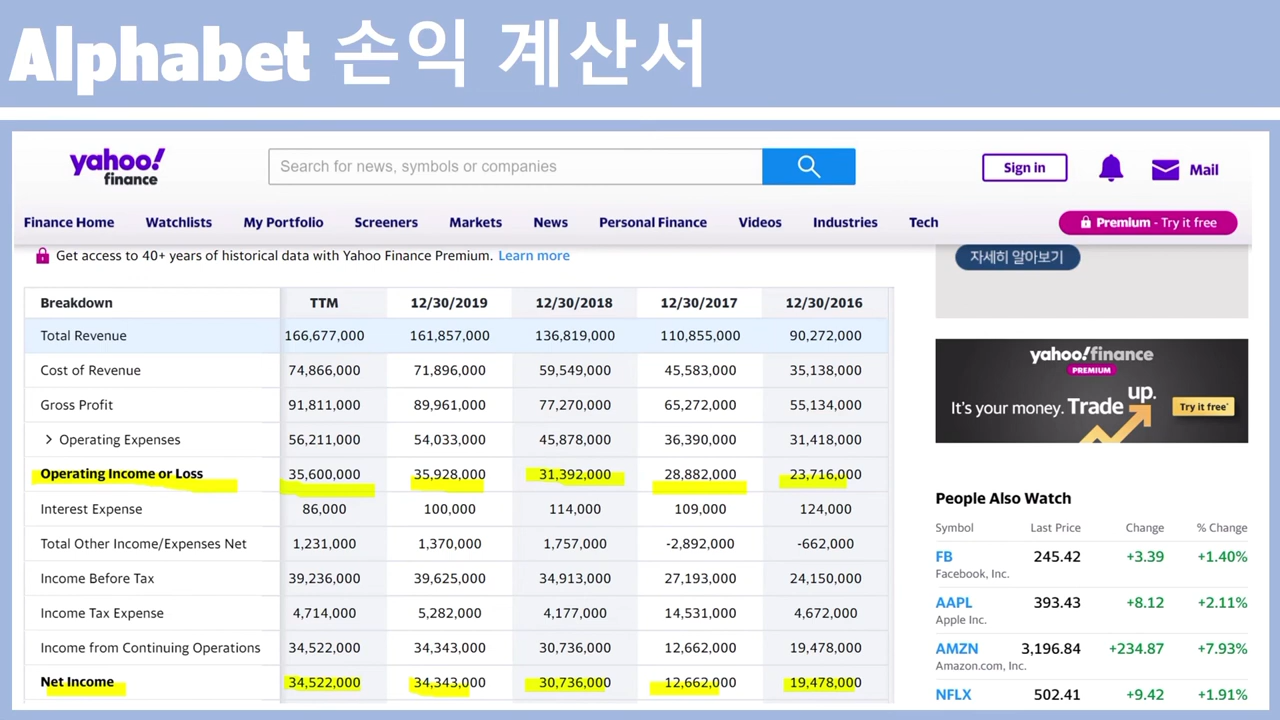 Alphabet 손익 계산서
yahoo!
finance
Search for news, symbols or companies
Sign in
Mail
Finance Home Watchlists My Portfolio Screeners Markets News Personal Finance Videos Industries Tech
Premium - Try it free
Get access to 40+ years of historical data with Yahoo Finance Premium. Learn more
자세히 알아보기
Breakdown TTM 12/30/2019 12/30/2018 12/30/2017 12/30/2016
Total Revenue 166,677,000 161,857,000 136,819,000 110,855,000 90,272,000
Cost of Revenue 74,866,000 71,896,000 59,549,000 45,583,000 35,138,000
Gross Profit 91,811,000 89,961,000 77,270,000 65,272,000 55,134,000
Operating Expenses 56,211,000 54,033,000 45,878,000 36,390,000 31,418,000
Operating Income or Loss 35,600,000 35,928,000 31,392,000 28,882,000 23,716,000
Interest Expense 86,000 100,000 114,000 109,000 124,000
Total Other Income/Expenses Net 1,231,000 1,370,000 1,757,000 -2,892,000 -662,000
Income Before Tax 39,236,000 39,625,000 34,913,000 27,193,000 24,150,000
Income Tax Expense 4,714,000 5,282,000 4,177,000 14,531,000 4,672,000
Income from Continuing Operations 34,522,000 34,343,000 30,736,000 12,662,000 19,478,000
Net Income 34,522,000 34,343,000 30,736,000 12,662,000 19,478,000
yahoo!finance
PREMIUM
It's your money. Trade up.
Try it free*
People Also Watch
Symbol Last Price Change % Change
FB 245.42 +3.39 +1.40%
Facebook, Inc.
AAPL 393.43 +8.12 +2.11%
Apple Inc.
AMZN 3,196.84 +234.87 +7.93%
Amazon.com, Inc.
NFLX 502.41 +9.42 +1.91%